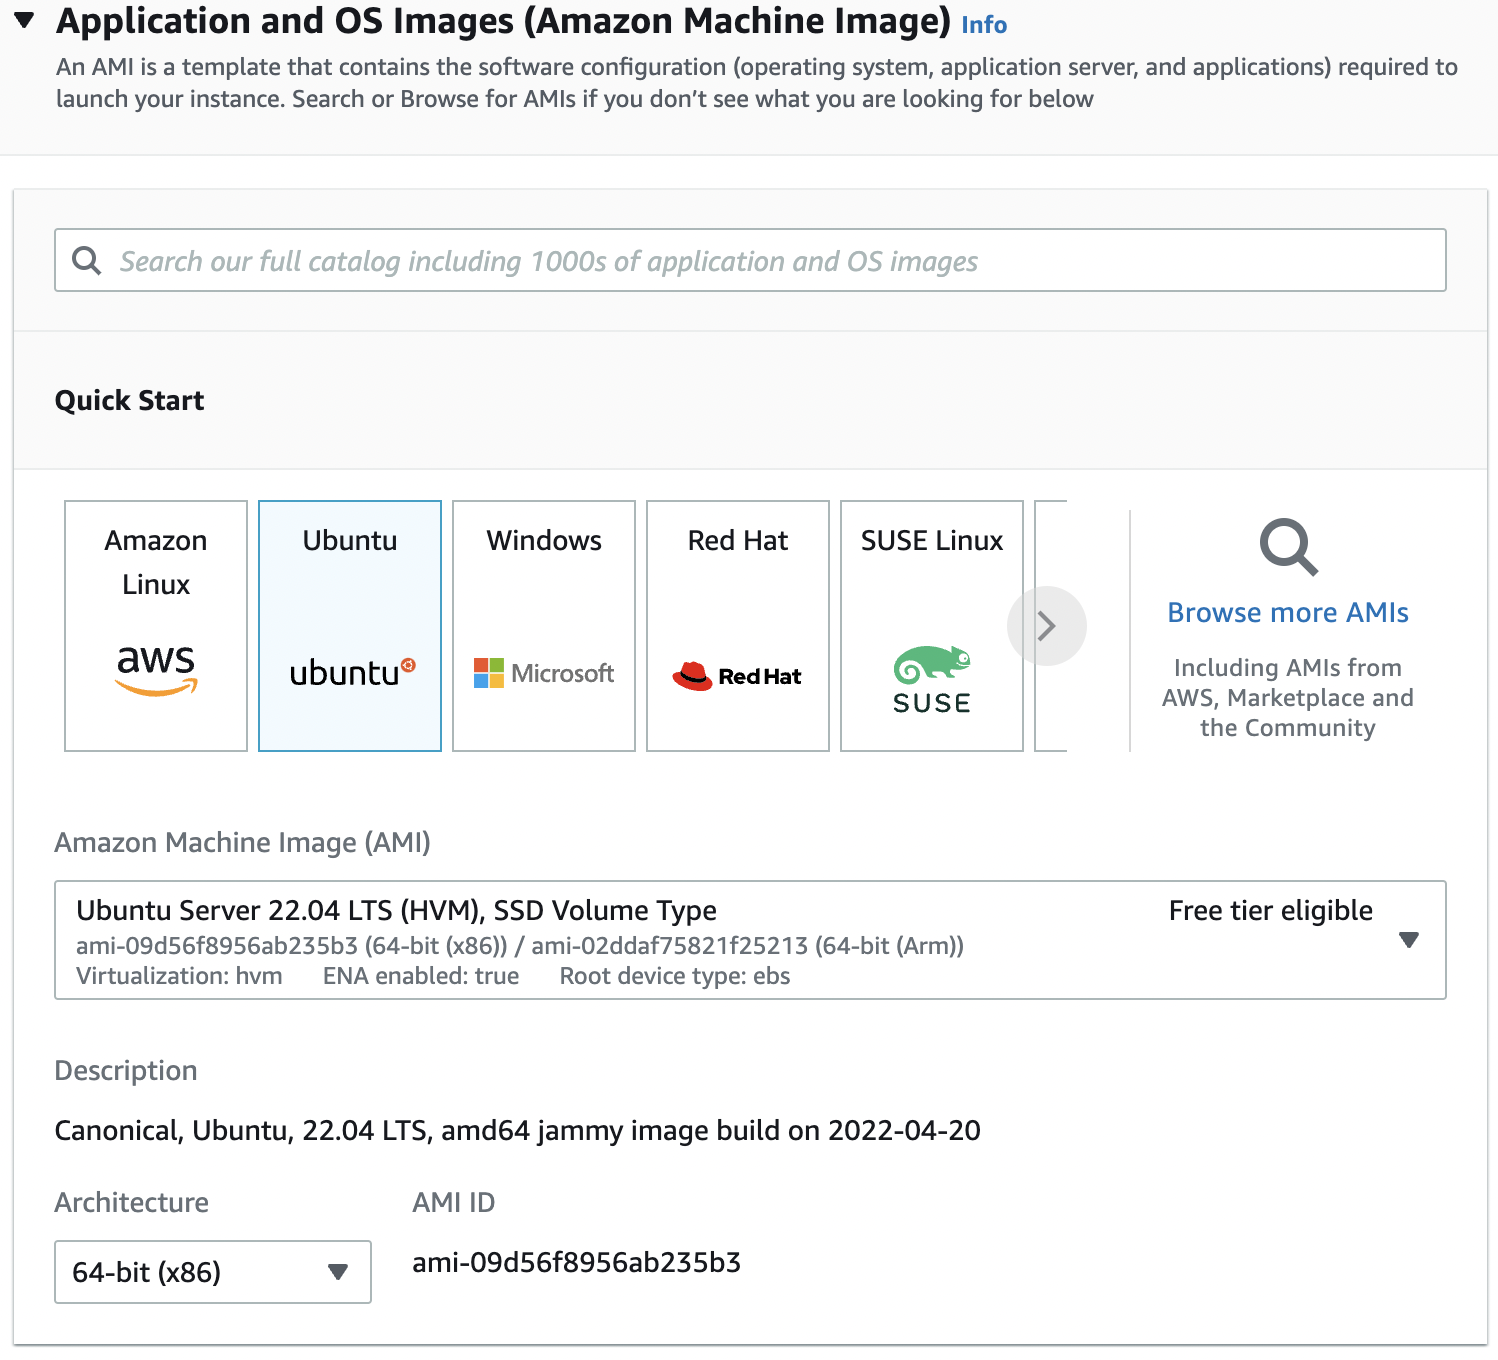 Application and OS Images (Amazon Machine Image) Info
An AMI is a template that contains the software configuration (operating system, application server, and applications) required to
launch your instance. Search or Browse for AMIs if you don’t see what you are looking for below
Search our full catalog including 1000s of application and OS images
Quick Start
Amazon
Linux
aws
Ubuntu
ubuntu
Windows
Microsoft
Red Hat
Red Hat
SUSE Linux
SUSE
Browse more AMIs
Including AMIs from
AWS, Marketplace and
the Community
Amazon Machine Image (AMI)
Ubuntu Server 22.04 LTS (HVM), SSD Volume Type Free tier eligible
ami-09d56f8956ab235b3 (64-bit (x86)) / ami-02ddaf75821f25213 (64-bit (Arm))
Virtualization: hvm ENA enabled: true Root device type: ebs
Description
Canonical, Ubuntu, 22.04 LTS, amd64 jammy image build on 2022-04-20
Architecture AMI ID
64-bit (x86) ami-09d56f8956ab235b3